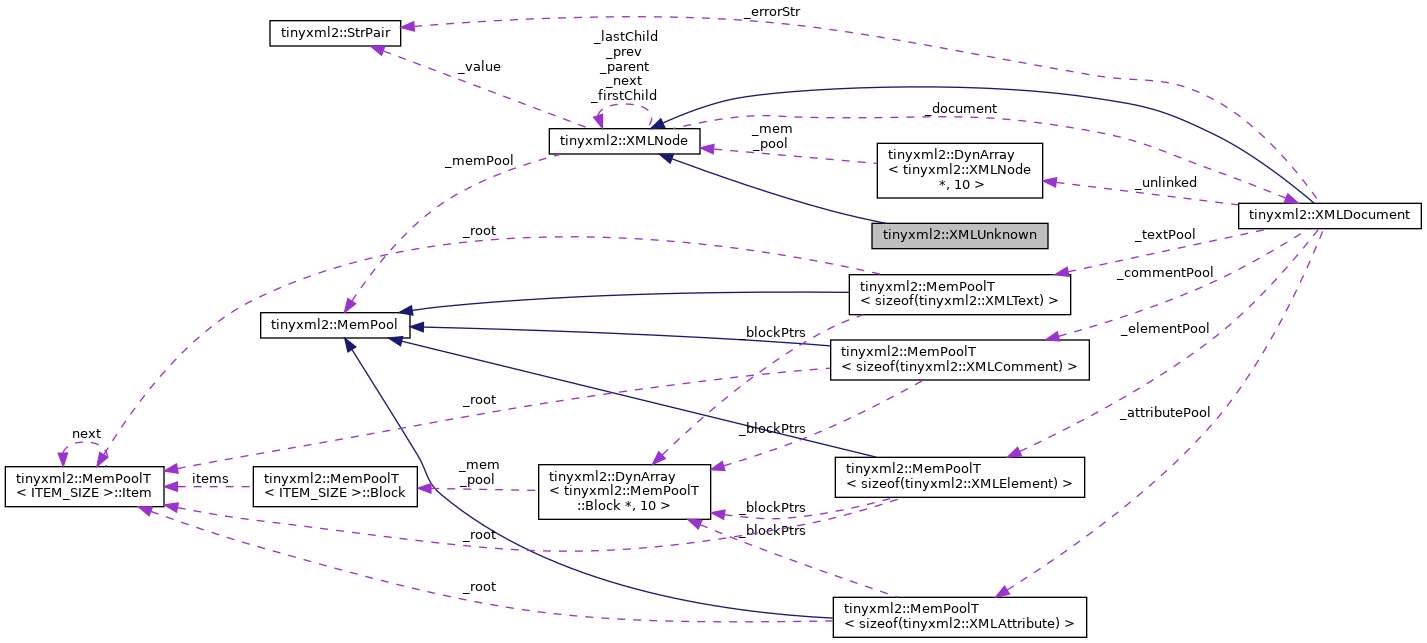 _errorStr
tinyxml2::StrPair
_lastChild
_prev
_parent
_next
_firstChild
_value
_document
tinyxml2::XMLNode
_mem
_pool
tinyxml2::DynArray
< tinyxml2::XMLNode
*, 10 >
_memPool
_unlinked
tinyxml2::XMLDocument
tinyxml2::XMLUnknown
_root
_textPool
_commentPool
tinyxml2::MemPoolT
< sizeof(tinyxml2::XMLText) >
tinyxml2::MemPool
_blockPtrs
_elementPool
tinyxml2::MemPoolT
< sizeof(tinyxml2::XMLComment) >
_root
_attributePool
next
_blockPtrs
tinyxml2::MemPoolT
< ITEM_SIZE >::Item
items
tinyxml2::MemPoolT
< ITEM_SIZE >::Block
_mem
_pool
tinyxml2::DynArray
< tinyxml2::MemPoolT
::Block *, 10 >
tinyxml2::MemPoolT
< sizeof(tinyxml2::XMLElement) >
_blockPtrs
_root
_blockPtrs
_root
tinyxml2::MemPoolT
< sizeof(tinyxml2::XMLAttribute) >